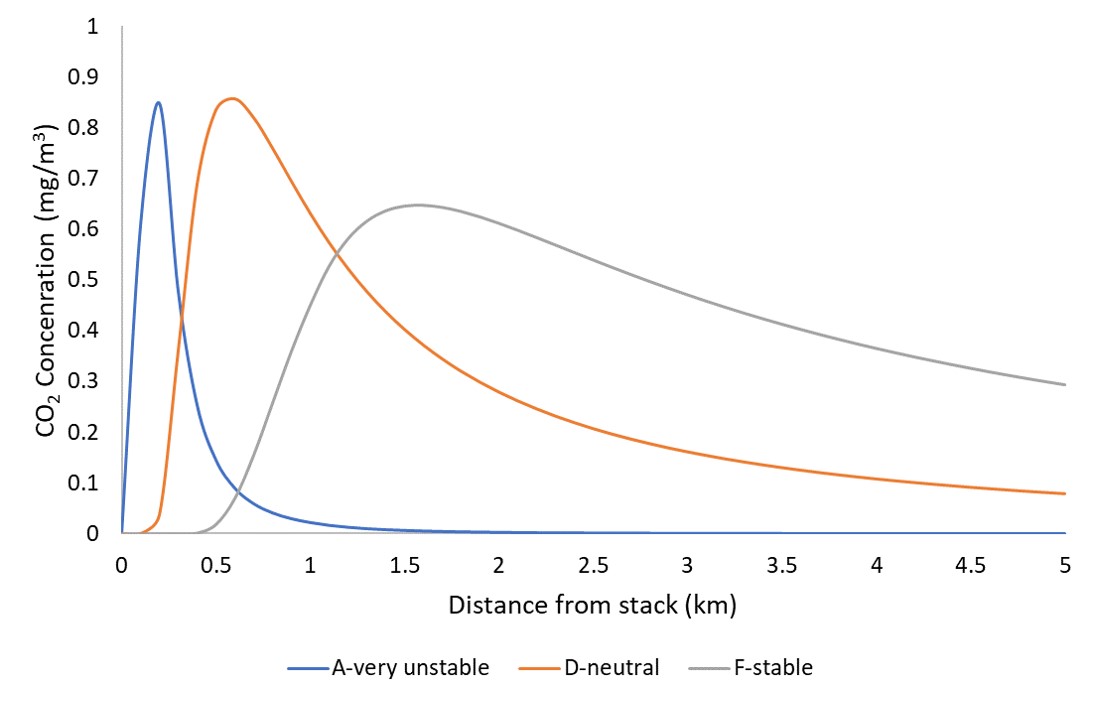 1
0.9
0.8
0.7
0.6
0.5
0.4
0.3
0.2
0.1
0
CO₂ Concenration (mg/m³)
0 0.5 1 1.5 2 2.5 3 3.5 4 4.5 5
Distance from stack (km)
A-very unstable D-neutral F-stable